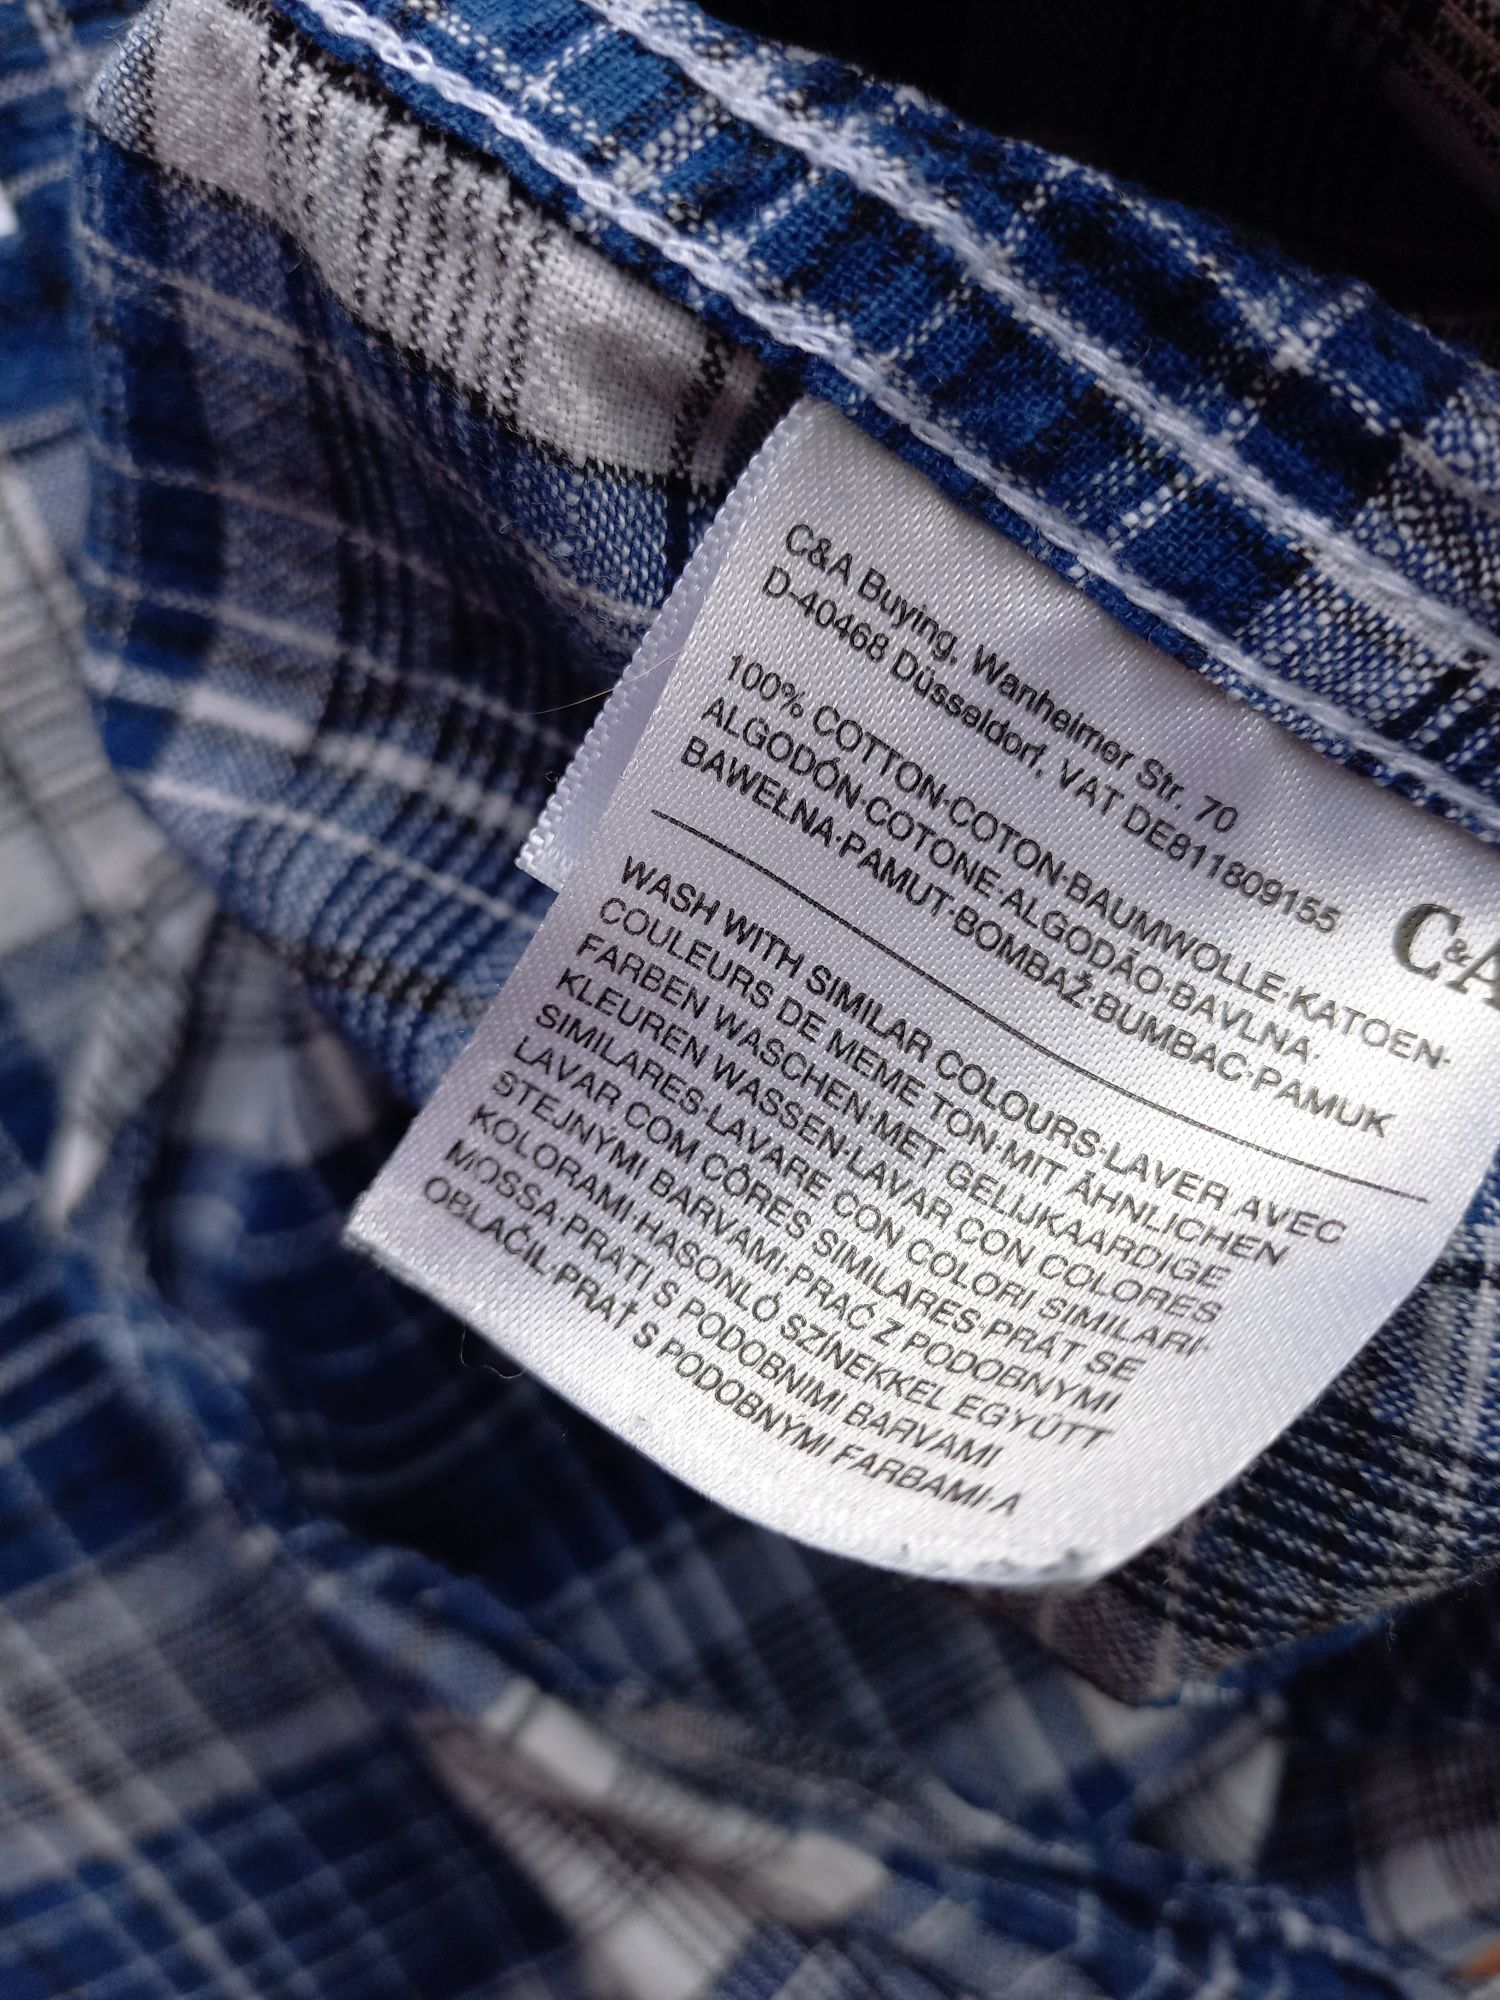 C&A Buying, Wanheimer Str. 70
D-40468 Düsseldorf, VAT DE811809155
C&A
100% COTTON·COTON·BAUMWOLLE·KATOEN·
ALGODÓN·COTONE·ALGODÃO·BAVLNA·
BAWEŁNA·PAMUT·BOMBAŽ·BUMBAC·PAMUK
WASH WITH SIMILAR COLOURS·LAVER AVEC
COULEURS DE MEME TON·MIT ÄHNLICHEN
FARBEN WASCHEN·MET GELIJKAARDIGE
KLEUREN WASSEN·LAVAR CON COLORES
SIMILARES·LAVARE CON COLORI SIMILARI·
LAVAR COM CÔRES SIMILARES·PRÁT SE
STEJNÝMI BARVAMI·PRAĆ Z PODOBNYMI
KOLORAMI·HASONLÓ SZÍNEKKEL EGYÜTT
MOSSA·PRATI S PODOBNIMI BARVAMI
OBLAČIL·PRAŤ S PODOBNÝMI FARBAMI·A